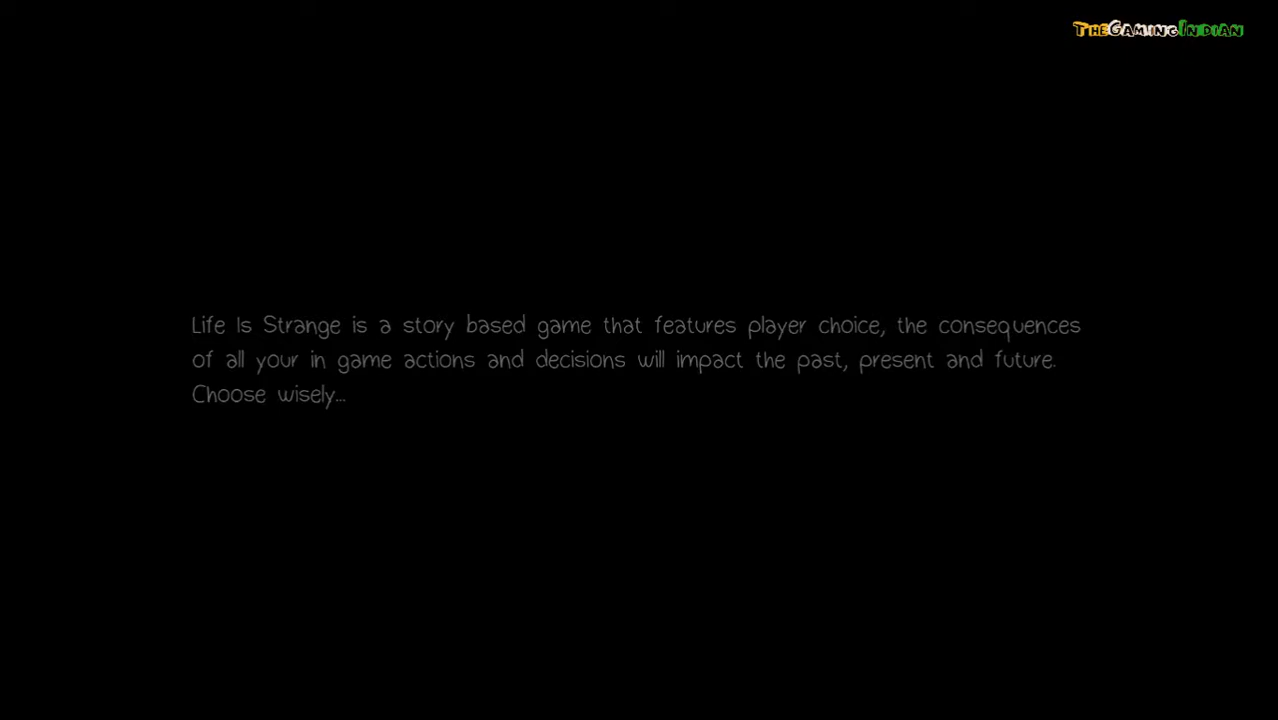 TheGamingIndian
Life Is Strange is a story based game that features player choice, the consequences
of all your in game actions and decisions will impact the past, present and future.
Choose wisely...